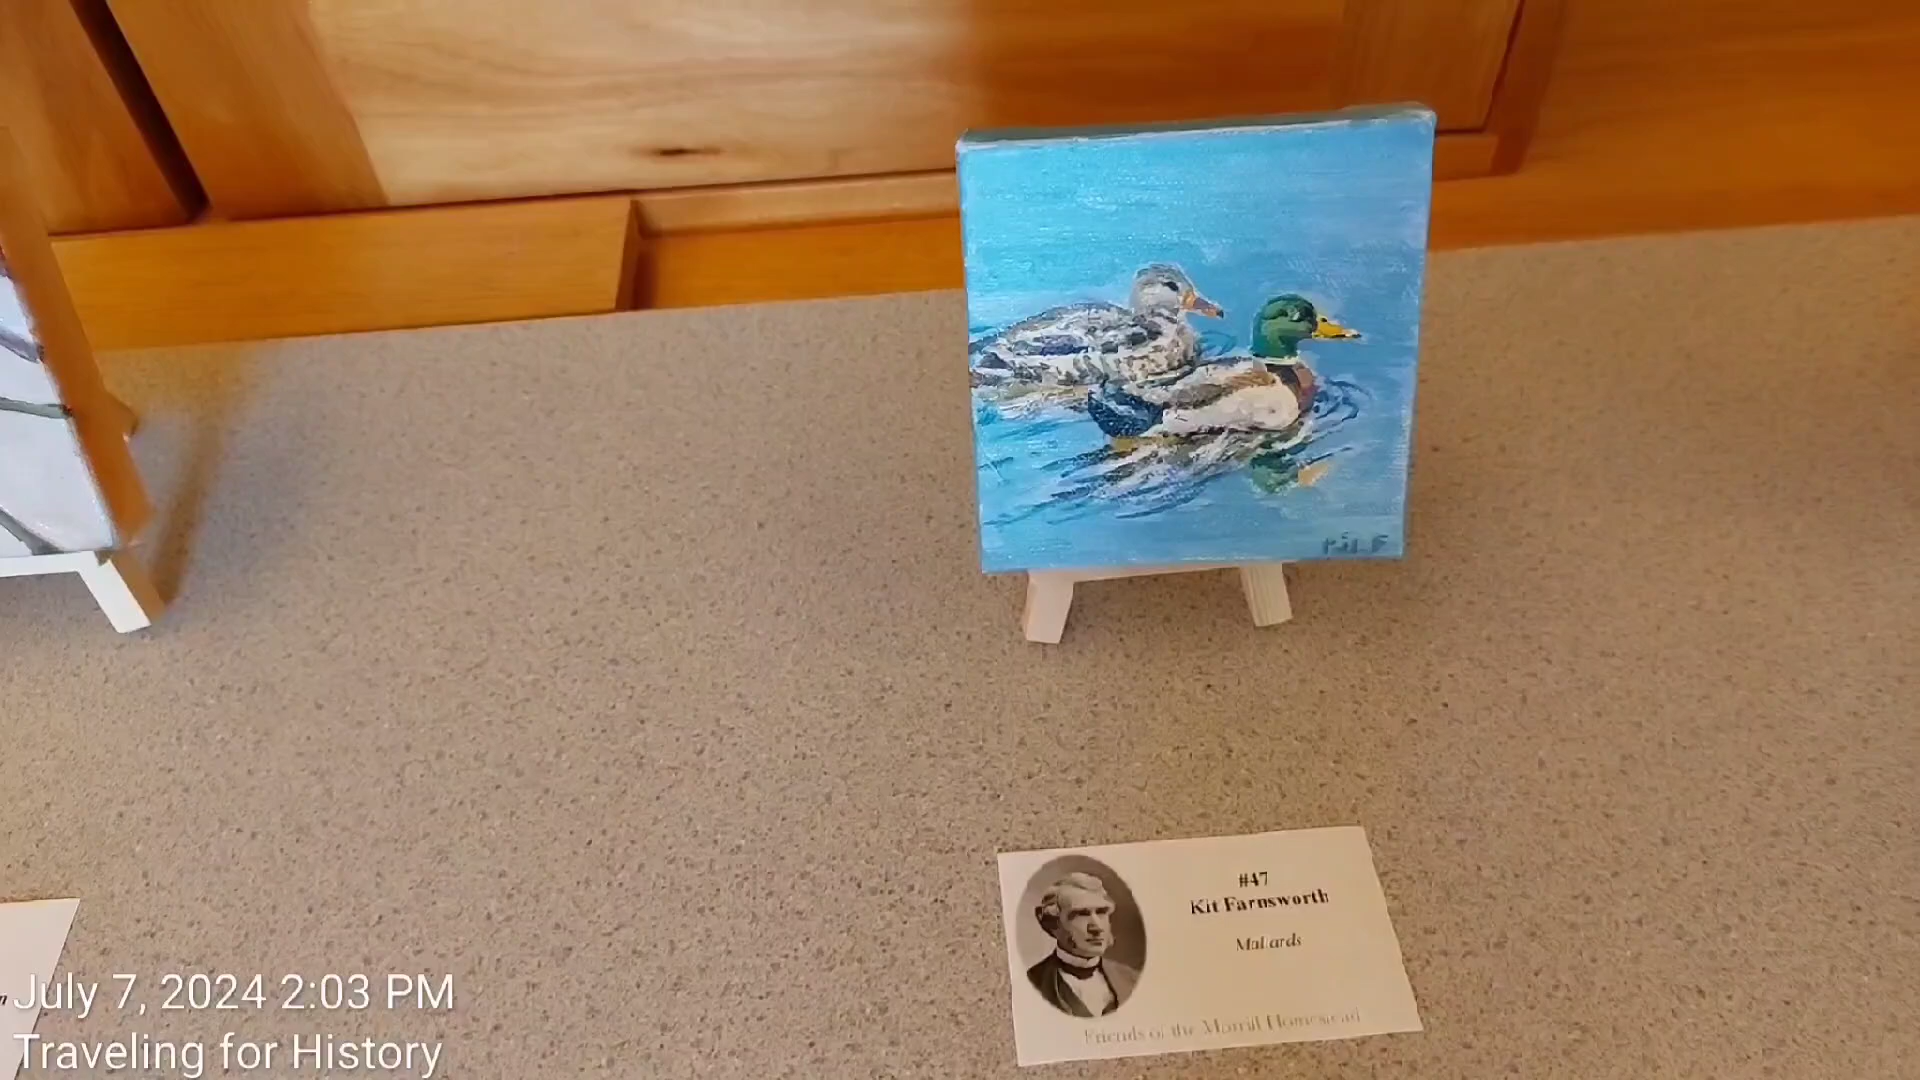 #47
Kit Farnsworth
Mallards
Friends of the Morrill Homestead
July 7, 2024 2:03 PM
Traveling for History